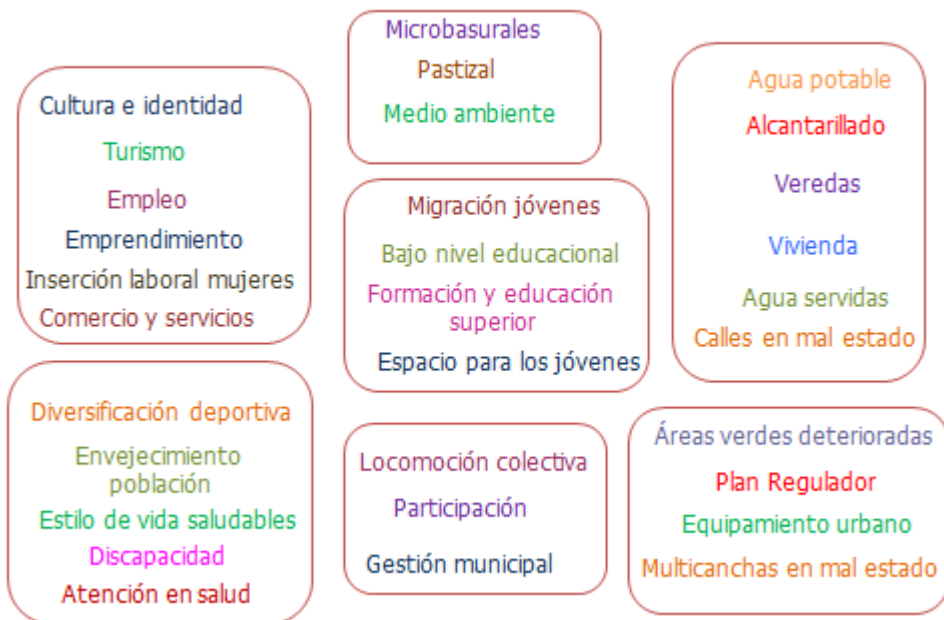 Cultura e identidad
Turismo
Empleo
Emprendimiento
Inserción laboral mujeres
Comercio y servicios
Microbasurales
Pastizal
Medio ambiente
Migración jóvenes
Bajo nivel educacional
Formación y educación
superior
Espacio para los jóvenes
Agua potable
Alcantarillado
Veredas
Vivienda
Agua servidas
Calles en mal estado
Diversificación deportiva
Envejecimiento
población
Estilo de vida saludables
Discapacidad
Atención en salud
Locomoción colectiva
Participación
Gestión municipal
Áreas verdes deterioradas
Plan Regulador
Equipamiento urbano
Multicanchas en mal estado